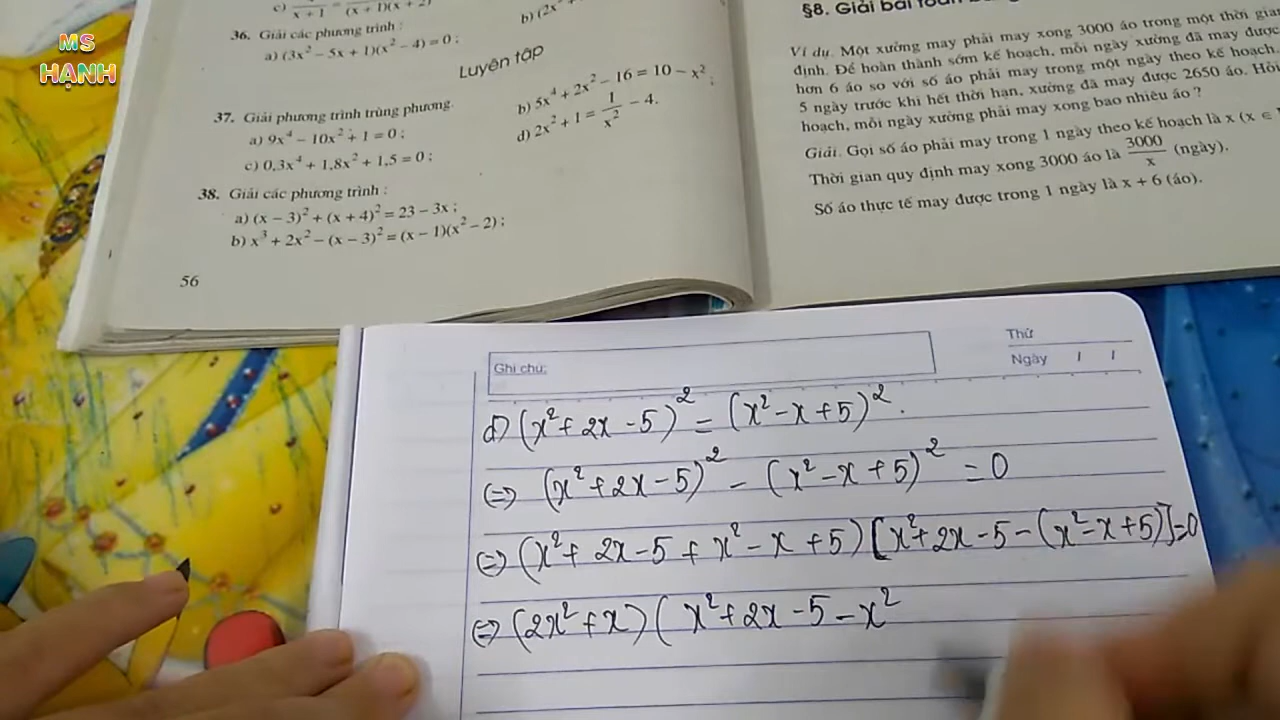 MS
HẠNH
c) x + 1 = (x + 1)(x + 2)
b) (2x²
36. Giải các phương trình :
a) (3x² – 5x + 1)(x² – 4) = 0 ;
Luyện tập
37. Giải phương trình trùng phương.
a) 9x⁴ – 10x² + 1 = 0 ;
b) 5x⁴ + 2x² – 16 = 10 – x² ;
c) 0,3x⁴ + 1,8x² + 1,5 = 0 ;
d) 2x² + 1 = 1/x² – 4.
38. Giải các phương trình :
a) (x – 3)² + (x + 4)² = 23 – 3x ;
b) x³ + 2x² – (x – 3)² = (x – 1)(x² – 2) ;
56
§8. Giải bài toán
Ví dụ. Một xưởng may phải may xong 3000 áo trong một thời gian
định. Để hoàn thành sớm kế hoạch, mỗi ngày xưởng đã may được
hơn 6 áo so với số áo phải may trong một ngày theo kế hoạch.
5 ngày trước khi hết thời hạn, xưởng đã may được 2650 áo. Hỏi
hoạch, mỗi ngày xưởng phải may xong bao nhiêu áo ?
Giải. Gọi số áo phải may trong 1 ngày theo kế hoạch là x (x ∈
Thời gian quy định may xong 3000 áo là 3000/x (ngày).
Số áo thực tế may được trong 1 ngày là x + 6 (áo).
Ghi chú:
Thứ
Ngày / /
d) (x² + 2x - 5)² = (x² - x + 5)².
⇔ (x² + 2x - 5)² - (x² - x + 5)² = 0
⇔ (x² + 2x - 5 + x² - x + 5) [x² + 2x - 5 - (x² - x + 5)] = 0
⇔ (2x² + x) ( x² + 2x - 5 - x²